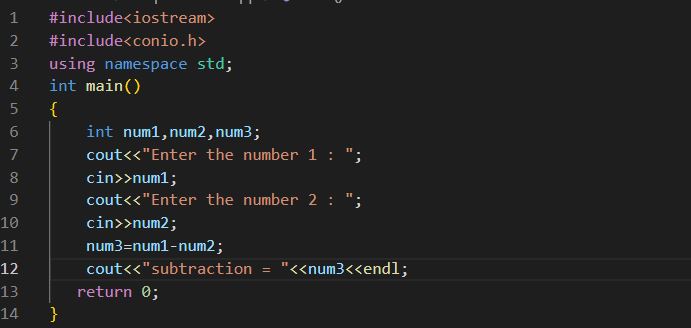 1 #include<iostream>
2 #include<conio.h>
3 using namespace std;
4 int main()
5 {
6     int num1,num2,num3;
7     cout<<"Enter the number 1 : ";
8     cin>>num1;
9     cout<<"Enter the number 2 : ";
10     cin>>num2;
11     num3=num1-num2;
12     cout<<"subtraction = "<<num3<<endl;
13    return 0;
14 }